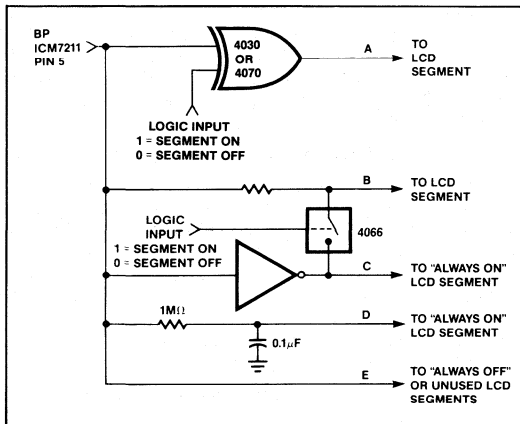 BP
ICM7211
PIN 5
4030
OR
4070
A
TO
LCD
SEGMENT
LOGIC INPUT
1 = SEGMENT ON
0 = SEGMENT OFF
B
TO LCD
SEGMENT
LOGIC
INPUT
1 = SEGMENT ON
0 = SEGMENT OFF
4066
C
TO "ALWAYS ON"
LCD SEGMENT
1MΩ
D
TO "ALWAYS ON"
LCD SEGMENT
0.1µF
E
TO "ALWAYS OFF"
OR UNUSED LCD
SEGMENTS